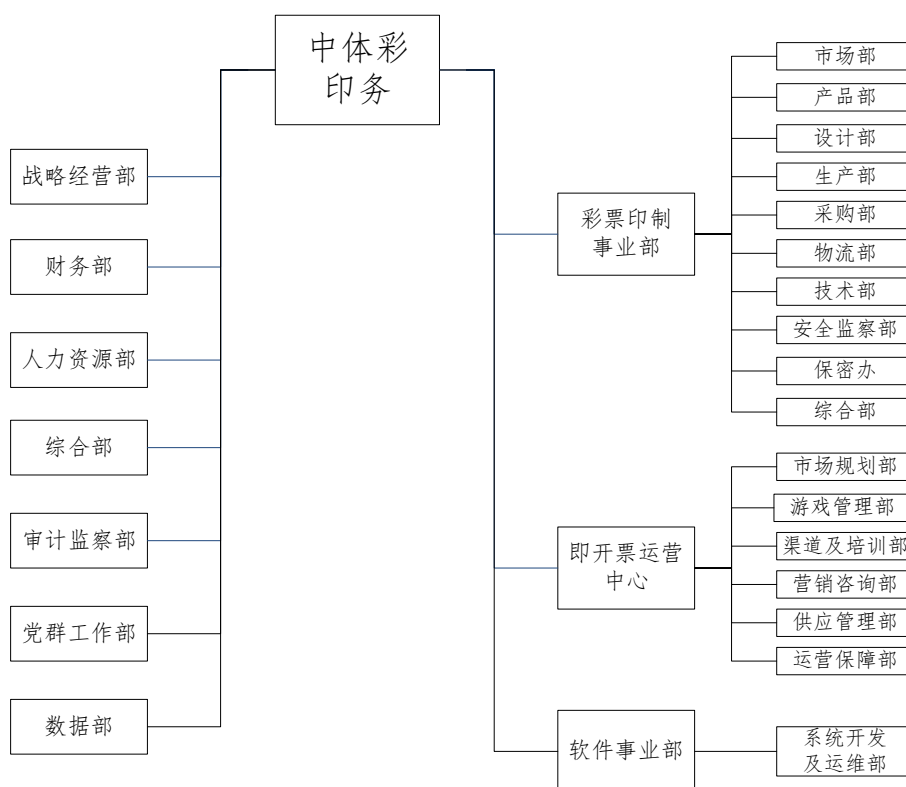 中体彩
印务
战略经营部
财务部
人力资源部
综合部
审计监察部
党群工作部
数据部
彩票印制
事业部
市场部
产品部
设计部
生产部
采购部
物流部
技术部
安全监察部
保密办
综合部
即开票运营
中心
市场规划部
游戏管理部
渠道及培训部
营销咨询部
供应管理部
运营保障部
软件事业部
系统开发
及运维部